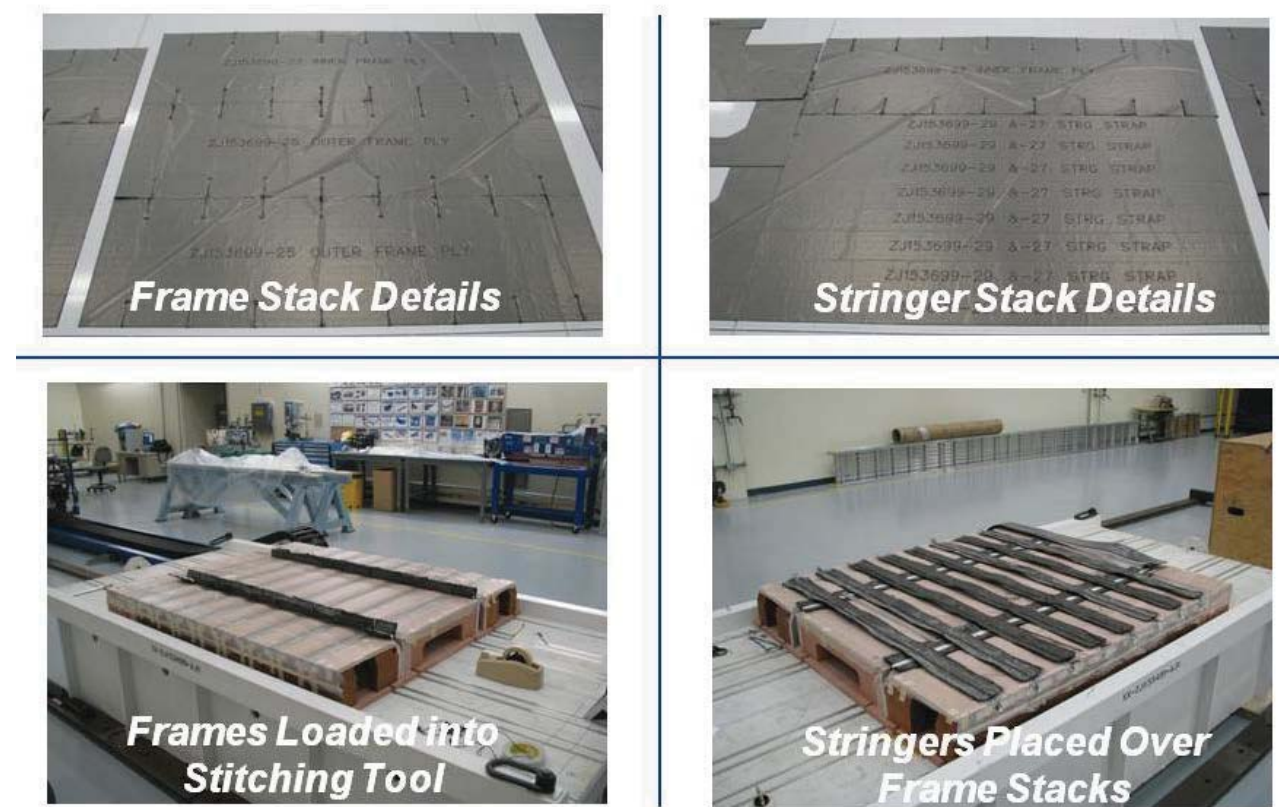 ZJ153699-27 INNER FRAME PLY
ZJ153699-25 OUTER FRAME PLY
ZJ153699-25 OUTER FRAME PLY
Frame Stack Details
ZJ153699-27 INNER FRAME PLY
ZJ153699-29 &-27 STRG STRAP
ZJ153699-29 &-27 STRG STRAP
ZJ153699-29 &-27 STRG STRAP
ZJ153699-29 &-27 STRG STRAP
ZJ153699-29 &-27 STRG STRAP
ZJ153699-29 &-27 STRG STRAP
ZJ153699-29 &-27 STRG STRAP
Stringer Stack Details
Frames Loaded into
Stitching Tool
Stringers Placed Over
Frame Stacks